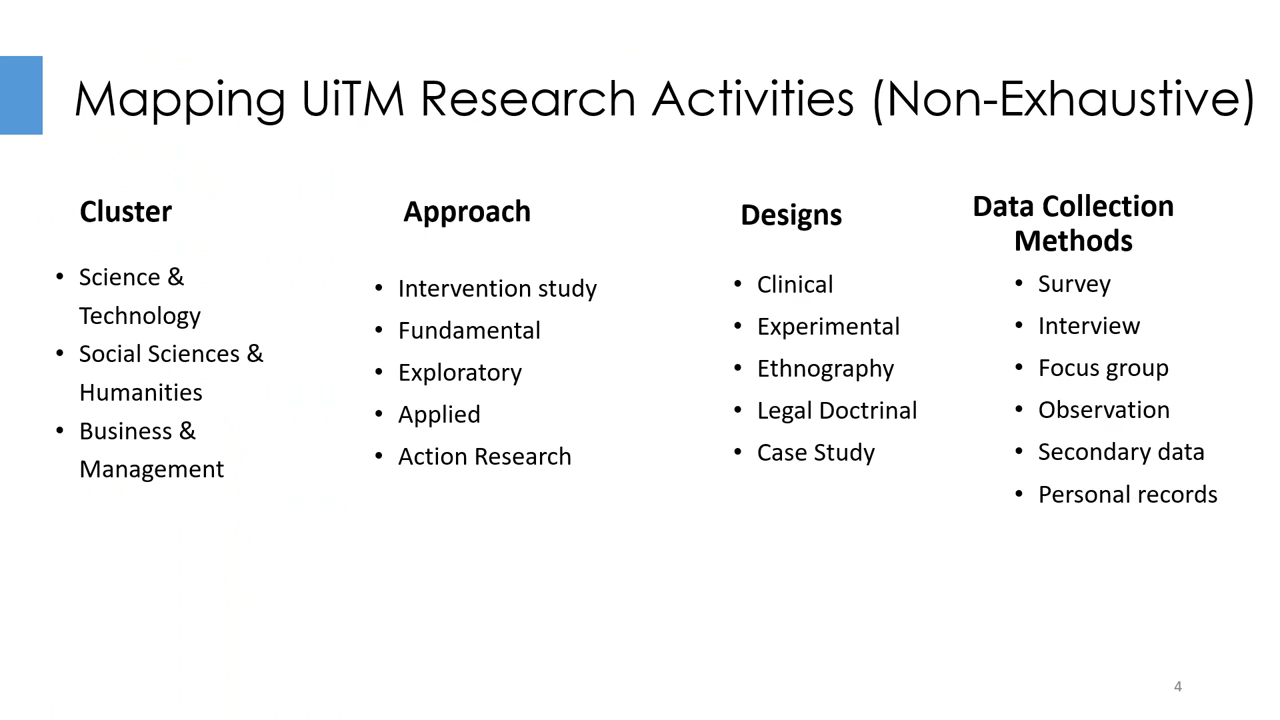 Mapping UiTM Research Activities (Non-Exhaustive)
Cluster
• Science &
Technology
• Social Sciences &
Humanities
• Business &
Management
Approach
• Intervention study
• Fundamental
• Exploratory
• Applied
• Action Research
Designs
• Clinical
• Experimental
• Ethnography
• Legal Doctrinal
• Case Study
Data Collection
Methods
• Survey
• Interview
• Focus group
• Observation
• Secondary data
• Personal records
4